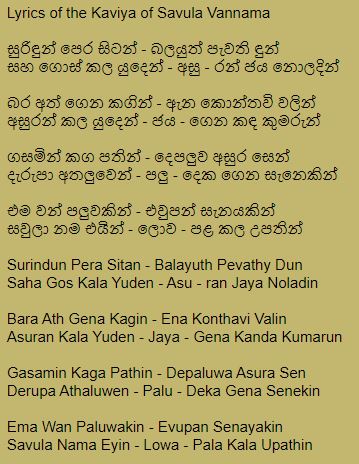 Lyrics of the Kaviya of Savula Vannama
සුරිඳුන් පෙර සිටන් - බලයුත් පැවති ඳුන්
සහ ගොස් කල යුදෙන් - අසු - රන් ජය නොලදින්
බර අත් ගෙන කගින් - ඇන කොන්තවි වලින්
අසුරන් කල යුදෙන් - ජය - ගෙන කඳ කුමරුන්
ගසමින් කග පතින් - දෙපලුව අසුර සෙන්
දැරුපා අතලුවෙන් - පලු - දෙක ගෙන සැනෙකින්
එම වන් පලුවකින් - එවුපන් සැනයකින්
සවුලා නම එයින් - ලොව - පළ කල උපතින්
Surindun Pera Sitan - Balayuth Pevathy Dun
Saha Gos Kala Yuden - Asu - ran Jaya Noladin
Bara Ath Gena Kagin - Ena Konthavi Valin
Asuran Kala Yuden - Jaya - Gena Kanda Kumarun
Gasamin Kaga Pathin - Depaluwa Asura Sen
Derupa Athaluwen - Palu - Deka Gena Senekin
Ema Wan Paluwakin - Evupan Senayakin
Savula Nama Eyin - Lowa - Pala Kala Upathin